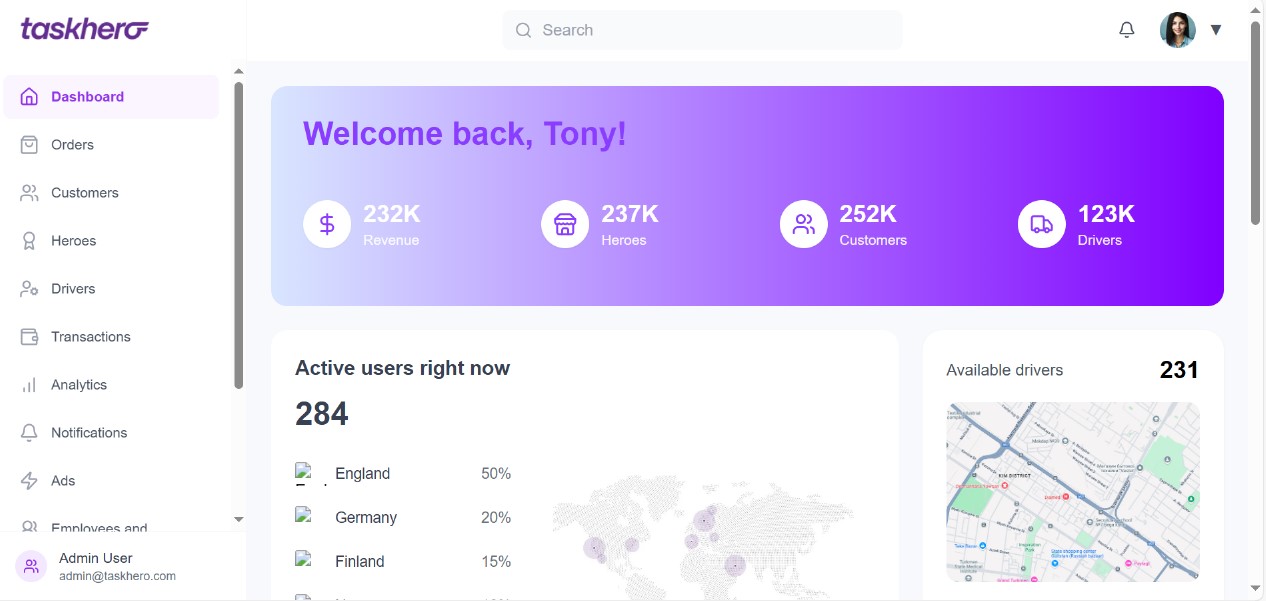 taskhero
Search
Dashboard
Orders
Customers
Heroes
Drivers
Transactions
Analytics
Notifications
Ads
Employees and
Admin User
admin@taskhero.com
Welcome back, Tony!
232K
Revenue
237K
Heroes
252K
Customers
123K
Drivers
Active users right now
284
England 50%
Germany 20%
Finland 15%
Available drivers 231
KIM DISTRICT